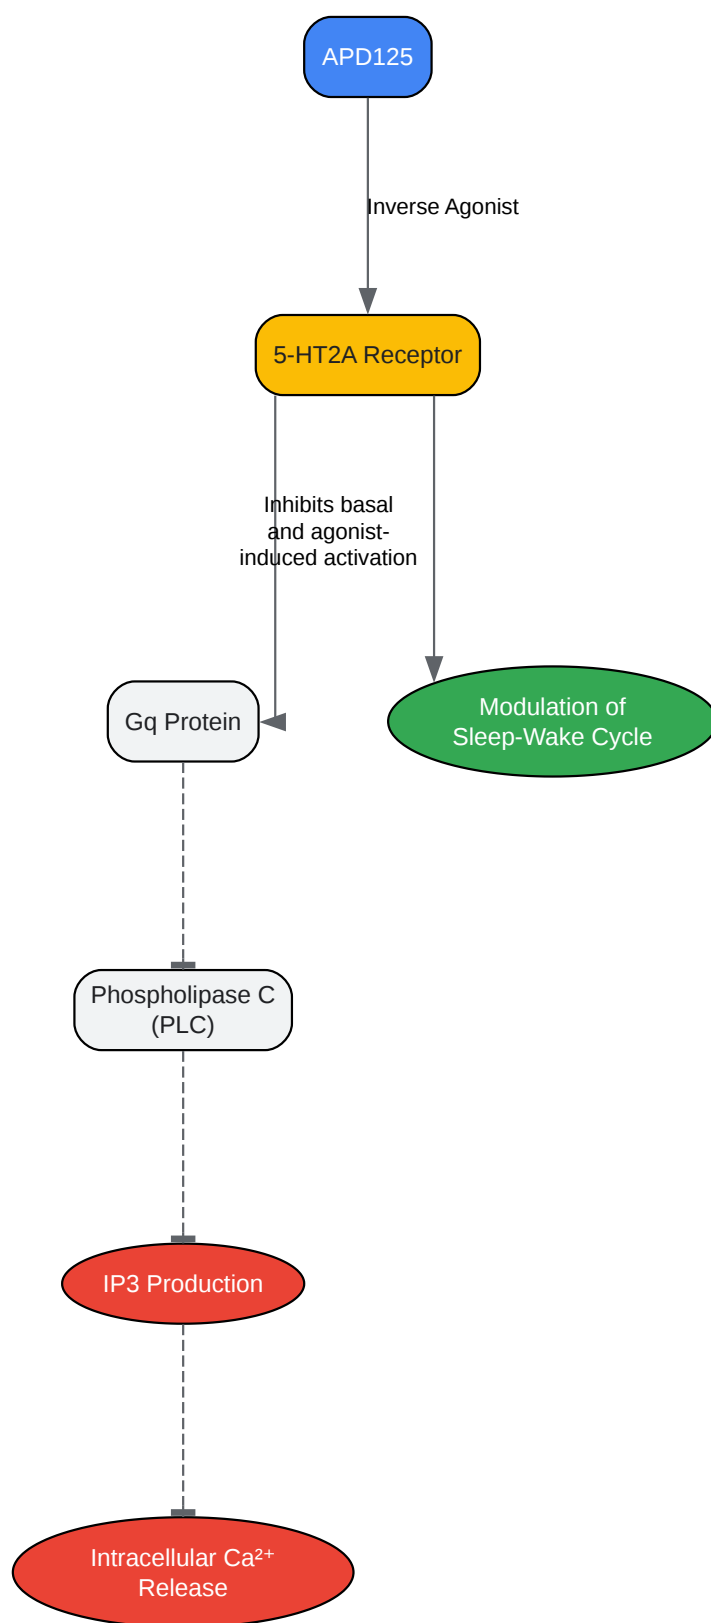 APD125
Inverse Agonist
5-HT2A Receptor
Inhibits basal
and agonist-
induced activation
Gq Protein
Modulation of
Sleep-Wake Cycle
Phospholipase C
(PLC)
IP3 Production
Intracellular Ca²⁺
Release